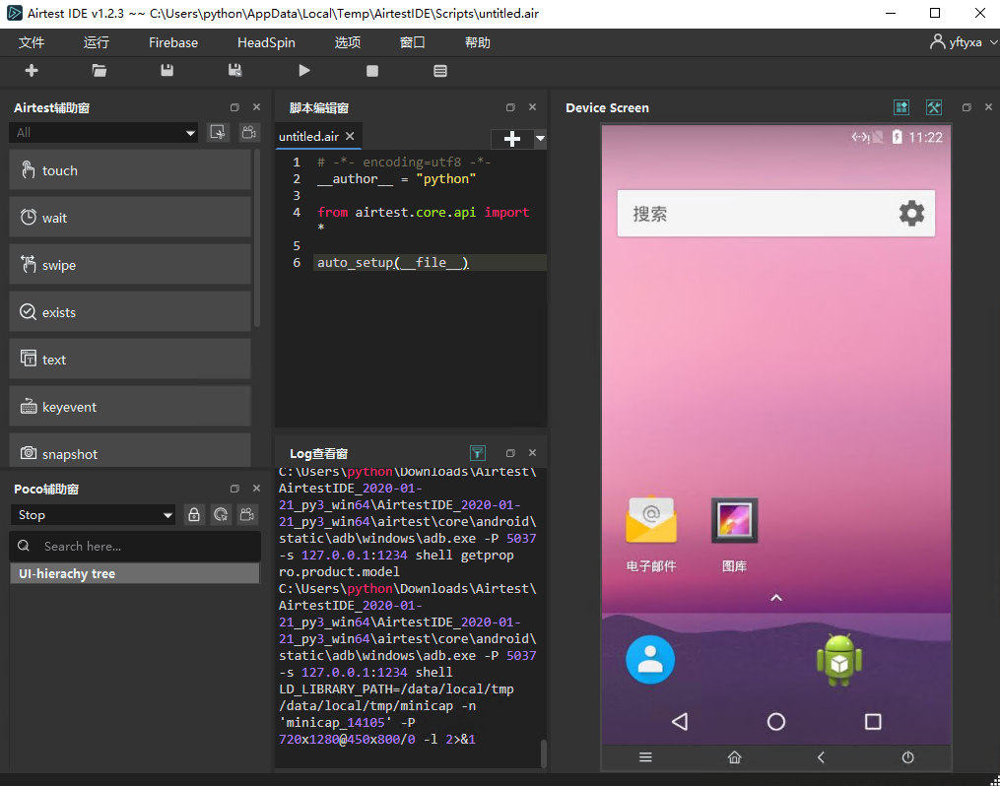 Airtest IDE v1.2.3 ~~ C:\Users\python\AppData\Local\Temp\AirtestIDE\Scripts\untitled.air
文件 运行 Firebase HeadSpin 选项 窗口 帮助 yftyxa
Airtest辅助窗
All
touch
wait
swipe
exists
text
keyevent
snapshot
Poco辅助窗
Stop
Search here...
UI-hierachy tree
脚本编辑窗
untitled.air
1 # -*- encoding=utf8 -*-
2 __author__ = "python"
3
4 from airtest.core.api import
*
5
6 auto_setup(__file__)
Log查看窗
C:\Users\python\Downloads\Airtest\
AirtestIDE_2020-01-
21_py3_win64\AirtestIDE_2020-01-
21_py3_win64\airtest\core\android\
static\adb\windows\adb.exe -P 5037
-s 127.0.0.1:1234 shell getprop
ro.product.model
C:\Users\python\Downloads\Airtest\
AirtestIDE_2020-01-
21_py3_win64\AirtestIDE_2020-01-
21_py3_win64\airtest\core\android\
static\adb\windows\adb.exe -P 5037
-s 127.0.0.1:1234 shell
LD_LIBRARY_PATH=/data/local/tmp
/data/local/tmp/minicap -n
'minicap_14105' -P
720x1280@450x800/0 -l 2>&1
Device Screen
11:22
搜索
电子邮件 图库